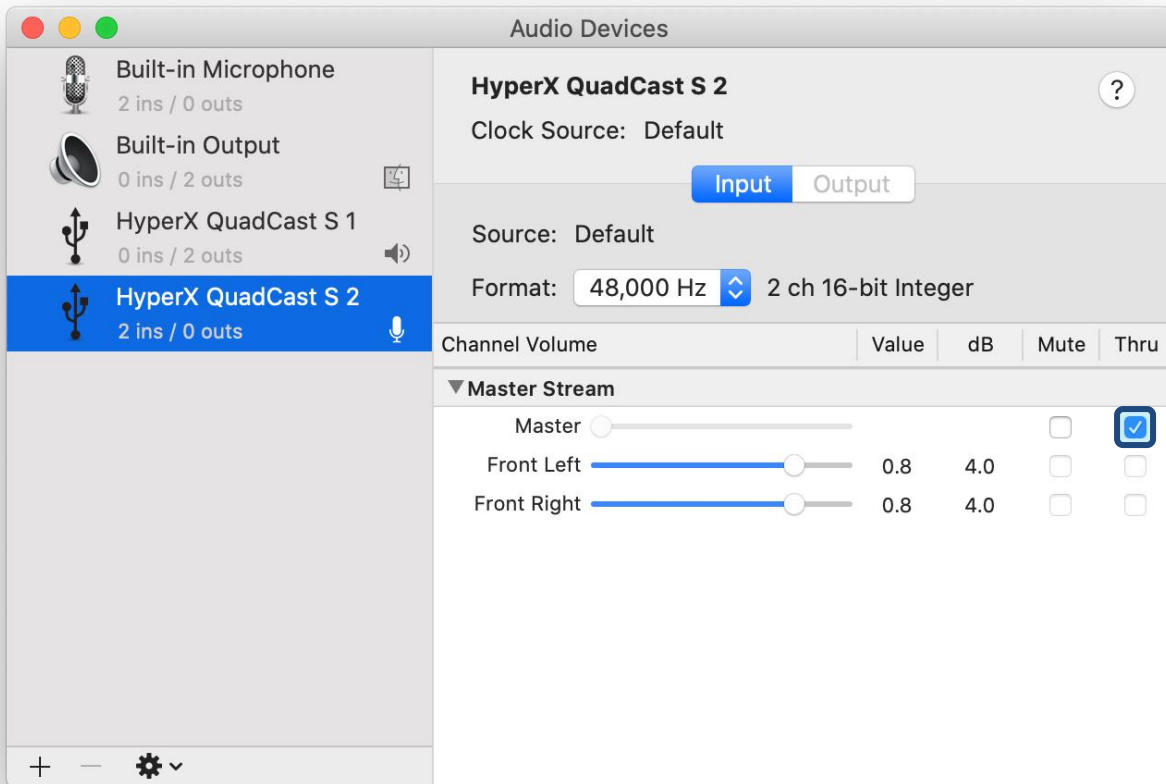 Audio Devices
Built-in Microphone
2 ins / 0 outs
Built-in Output
0 ins / 2 outs
HyperX QuadCast S 1
0 ins / 2 outs
HyperX QuadCast S 2
2 ins / 0 outs
HyperX QuadCast S 2
?
Clock Source: Default
Input Output
Source: Default
Format: 48,000 Hz 2 ch 16-bit Integer
Channel Volume Value dB Mute Thru
Master Stream
Master
Front Left 0.8 4.0
Front Right 0.8 4.0